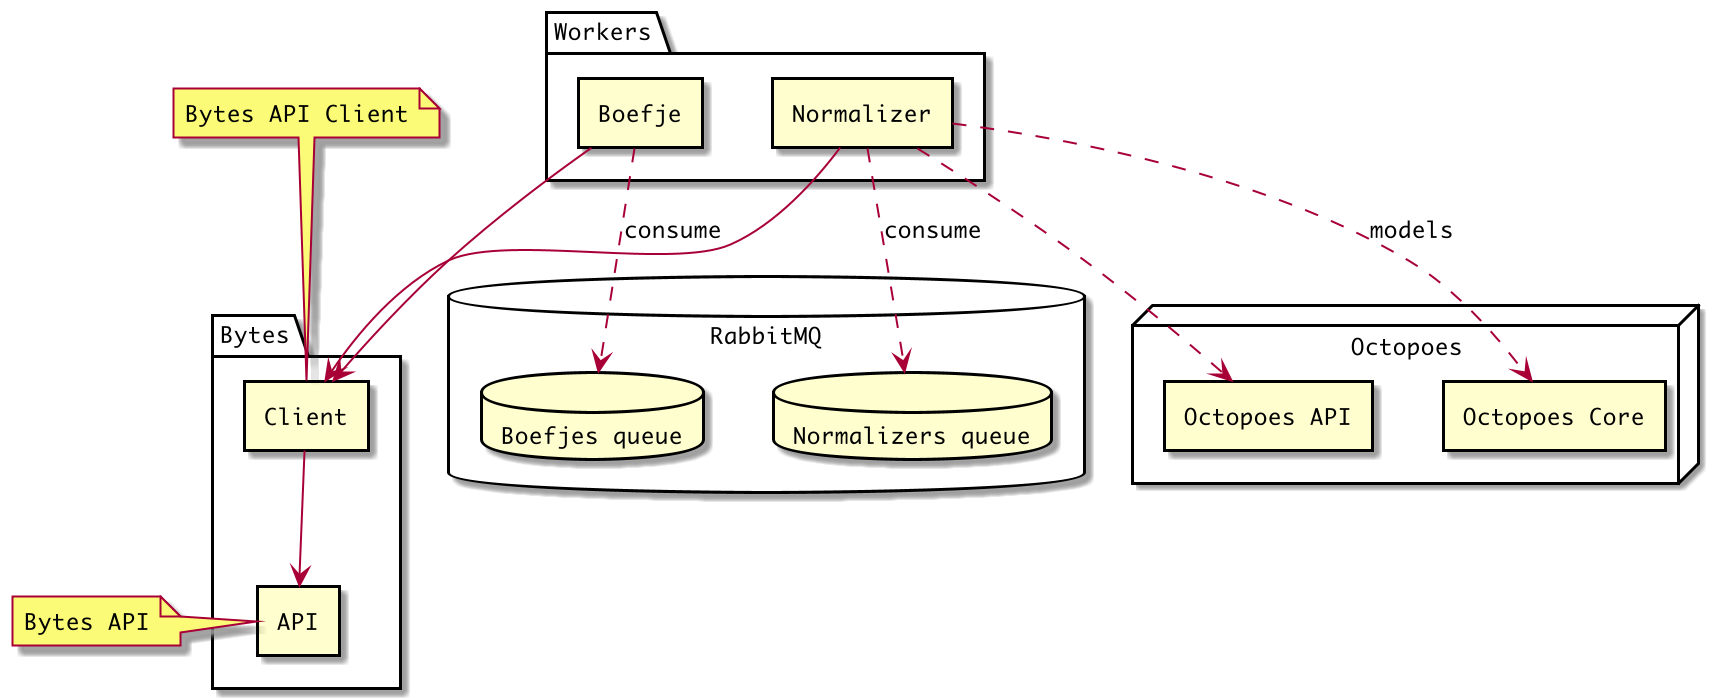 Workers
Bytes API Client
Boefje
Normalizer
consume
consume
models
Bytes
RabbitMQ
Octopoes
Client
Boefjes queue
Normalizers queue
Octopoes API
Octopoes Core
Bytes API
API